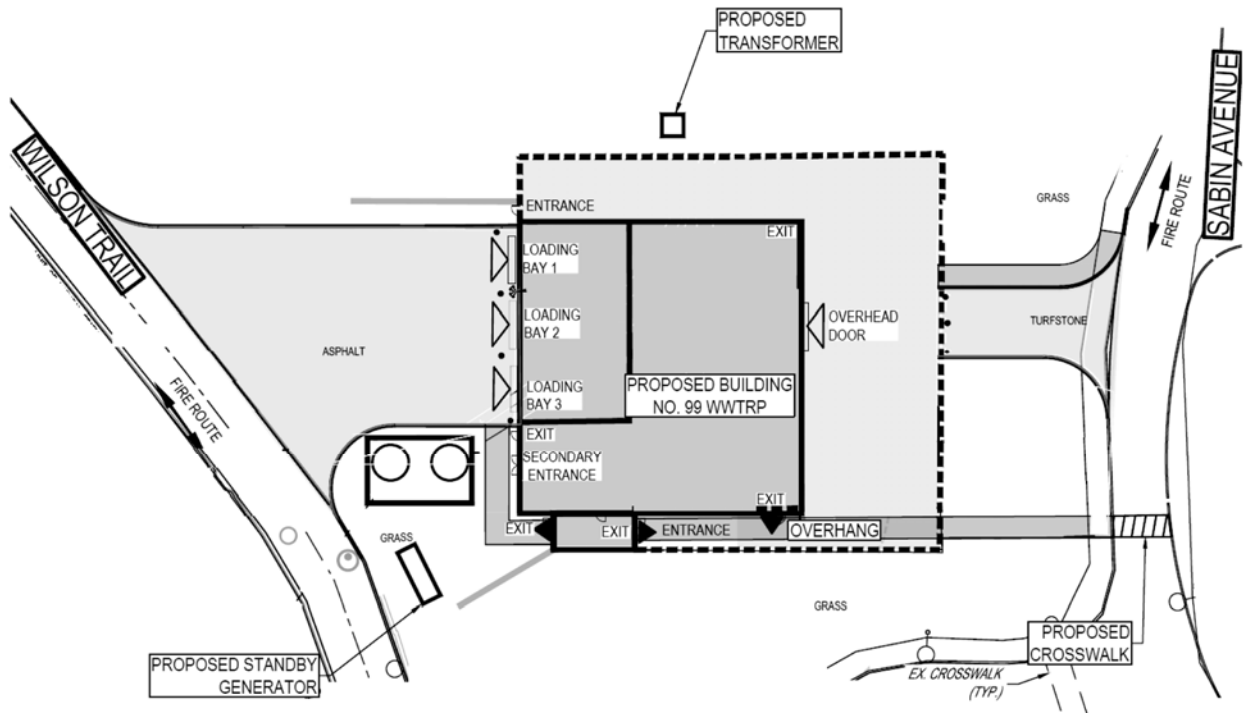 PROPOSED
TRANSFORMER
SABIN AVENUE
WILSON TRAIL
FIRE ROUTE
GRASS
ENTRANCE
EXIT
LOADING
BAY 1
LOADING
BAY 2
OVERHEAD
DOOR
TURFSTONE
ASPHALT
LOADING
BAY 3
PROPOSED BUILDING
NO. 99 WWTRP
FIRE ROUTE
EXIT
SECONDARY
ENTRANCE
EXIT
EXIT
EXIT
ENTRANCE
OVERHANG
GRASS
GRASS
PROPOSED
CROSSWALK
EX. CROSSWALK
(TYP.)
PROPOSED STANDBY
GENERATOR